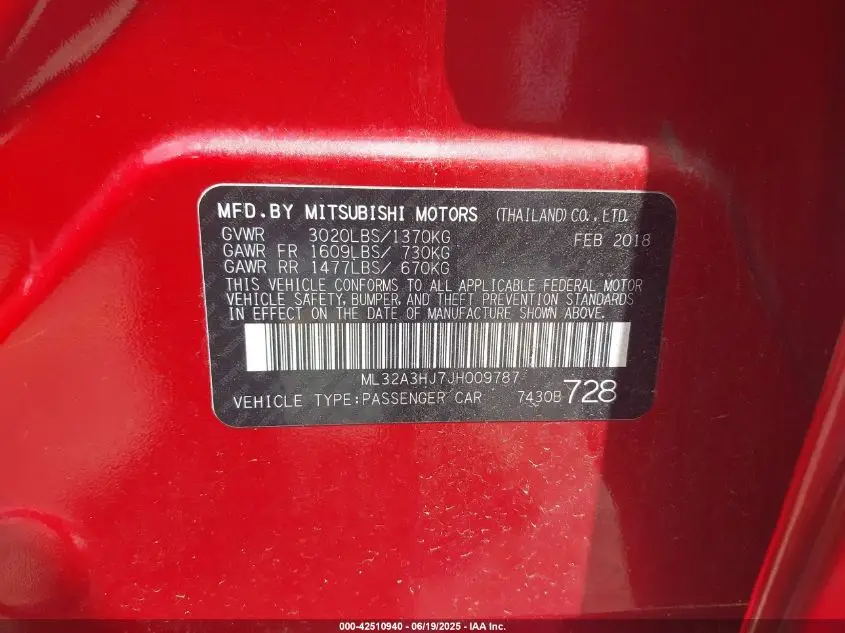 MFD.BY MITSUBISHI MOTORS (THAILAND) CO., LTD.
GVWR 3020LBS/1370KG FEB 2018
GAWR FR 1609LBS/ 730KG
GAWR RR 1477LBS/ 670KG
THIS VEHICLE CONFORMS TO ALL APPLICABLE FEDERAL MOTOR
VEHICLE SAFETY, BUMPER, AND THEFT PREVENTION STANDARDS
IN EFFECT ON THE DATE OF MANUFACTURE SHOWN ABOVE.
ML32A3HJ7JH009787
VEHICLE TYPE:PASSENGER CAR 7430B 728
000-42510940 - 06/19/2025 - IAA Inc.